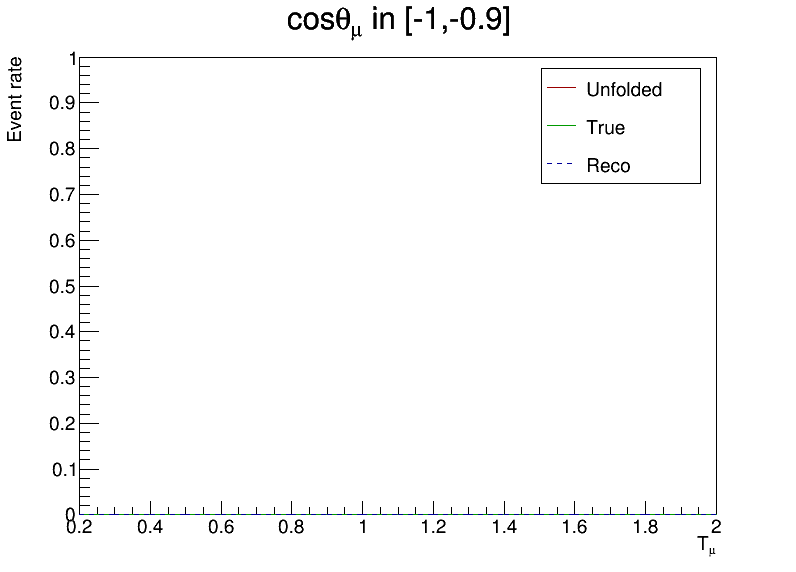 cosθμ in [-1,-0.9]
Event rate
Unfolded
True
Reco
1
0.9
0.8
0.7
0.6
0.5
0.4
0.3
0.2
0.1
0
0.2 0.4 0.6 0.8 1 1.2 1.4 1.6 1.8 2
Tμ